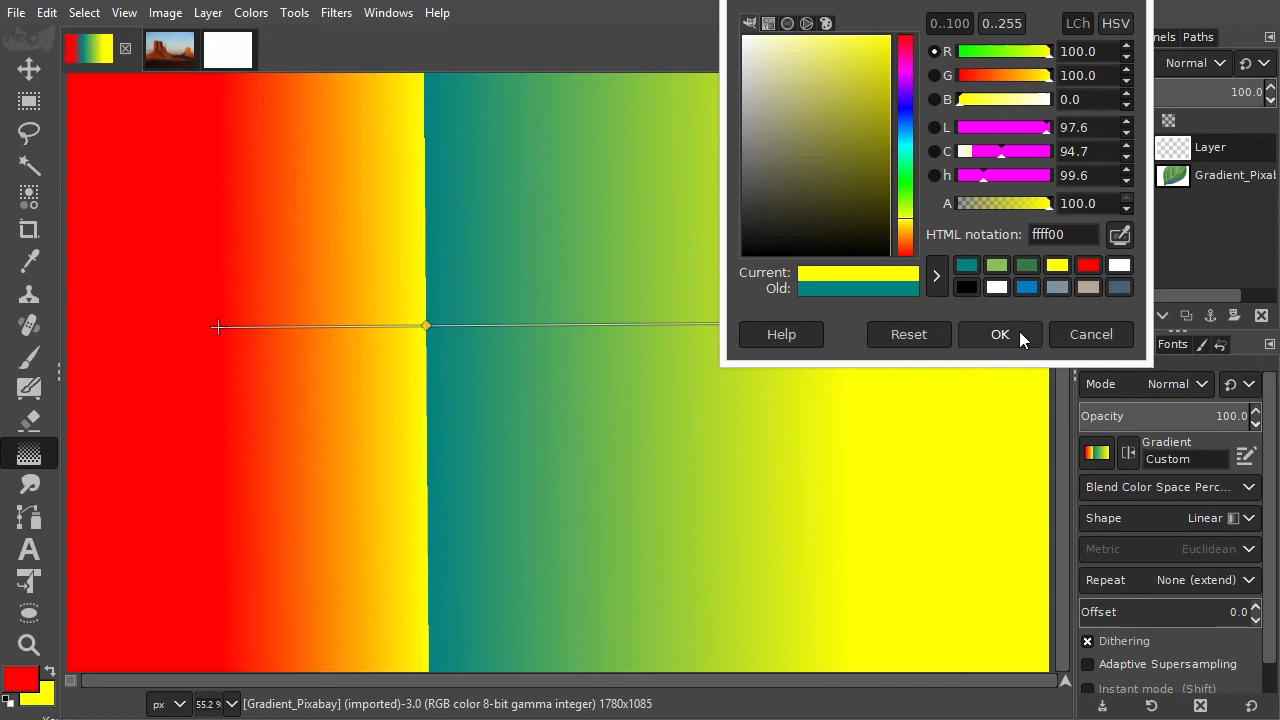 File Edit Select View Image Layer Colors Tools Filters Windows Help
0..100 0..255 LCh HSV
R 100.0
G 100.0
B 0.0
L 97.6
C 94.7
h 99.6
A 100.0
HTML notation: ffff00
Current:
Old:
Help Reset OK Cancel
Paths
Normal
100.0
Layer
Gradient_Pixab
Fonts
Mode Normal
Opacity 100.0
Gradient
Custom
Blend Color Space Perc...
Shape Linear
Metric Euclidean
Repeat None (extend)
Offset 0.0
Dithering
Adaptive Supersampling
Instant mode (Shift)
px 55.2 % [Gradient_Pixabay] (imported)-3.0 (RGB color 8-bit gamma integer) 1780x1085